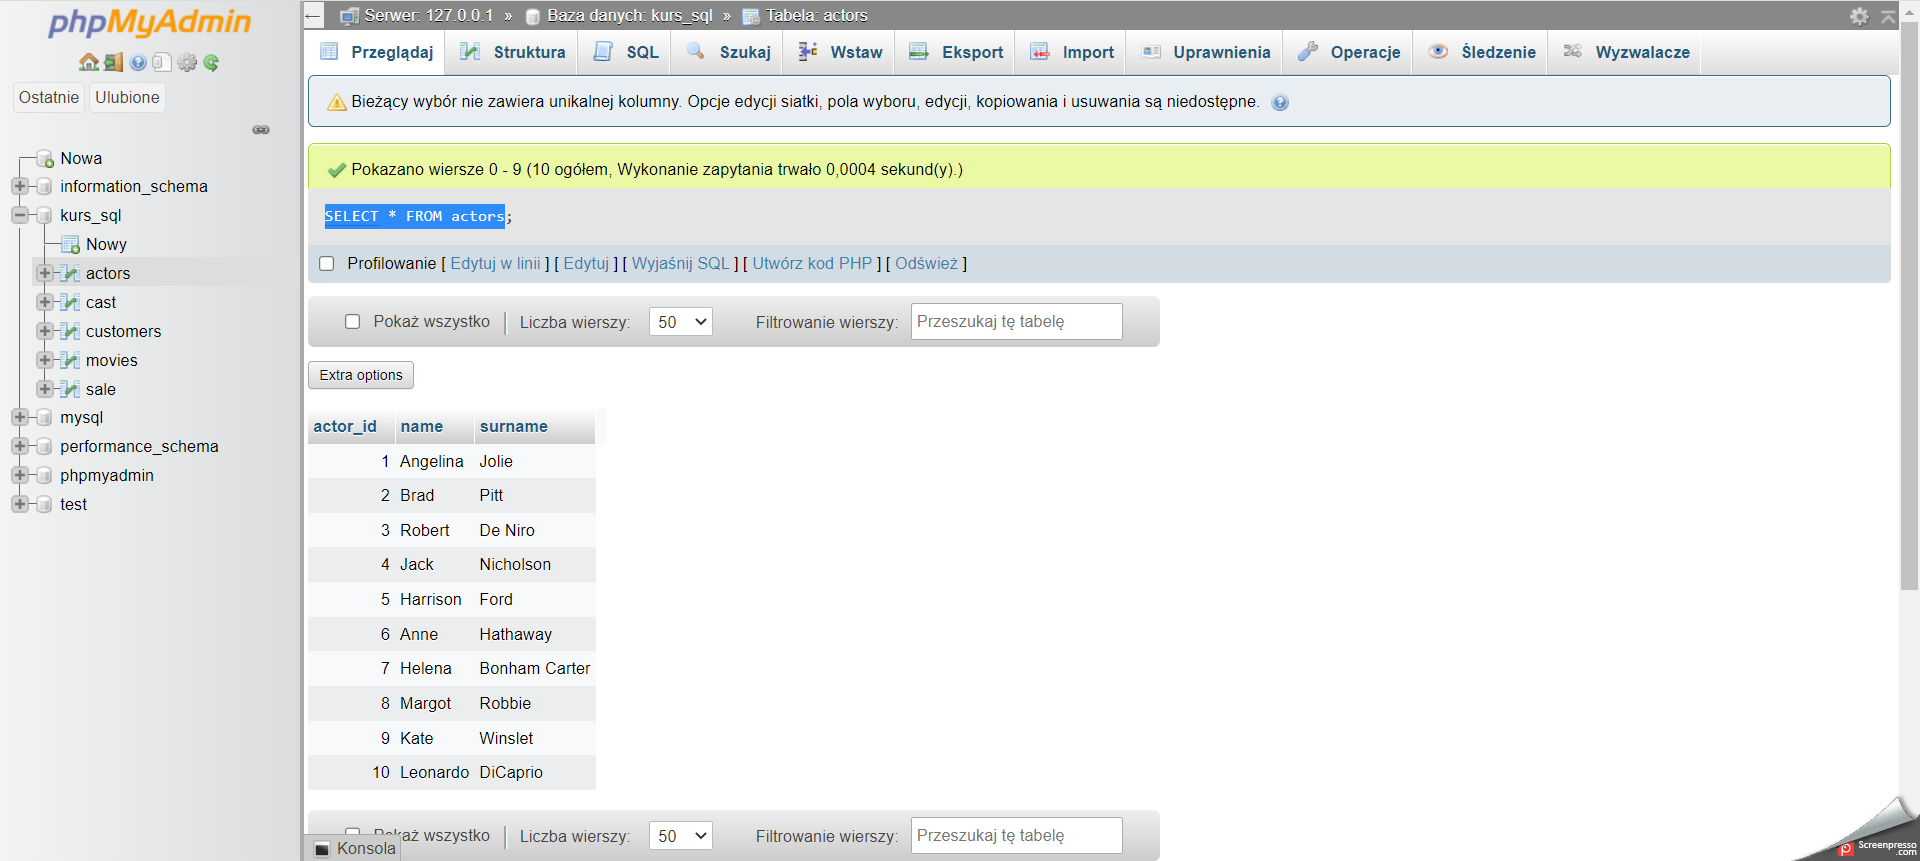 phpMyAdmin
Ostatnie Ulubione
Nowa
information_schema
kurs_sql
Nowy
actors
cast
customers
movies
sale
mysql
performance_schema
phpmyadmin
test
Serwer: 127.0.0.1 » Baza danych: kurs_sql » Tabela: actors
Przeglądaj Struktura SQL Szukaj Wstaw Eksport Import Uprawnienia Operacje Śledzenie Wyzwalacze
Bieżący wybór nie zawiera unikalnej kolumny. Opcje edycji siatki, pola wyboru, edycji, kopiowania i usuwania są niedostępne.
Pokazano wiersze 0 - 9 (10 ogółem, Wykonanie zapytania trwało 0,0004 sekund(y).)
SELECT * FROM actors;
Profilowanie [ Edytuj w linii ] [ Edytuj ] [ Wyjaśnij SQL ] [ Utwórz kod PHP ] [ Odśwież ]
Pokaż wszystko | Liczba wierszy: 50 Filtrowanie wierszy: Przeszukaj tę tabelę
Extra options
actor_id name surname
1 Angelina Jolie
2 Brad Pitt
3 Robert De Niro
4 Jack Nicholson
5 Harrison Ford
6 Anne Hathaway
7 Helena Bonham Carter
8 Margot Robbie
9 Kate Winslet
10 Leonardo DiCaprio
Pokaż wszystko | Liczba wierszy: 50 Filtrowanie wierszy: Przeszukaj tę tabelę
Konsola
Screenpresso
.com